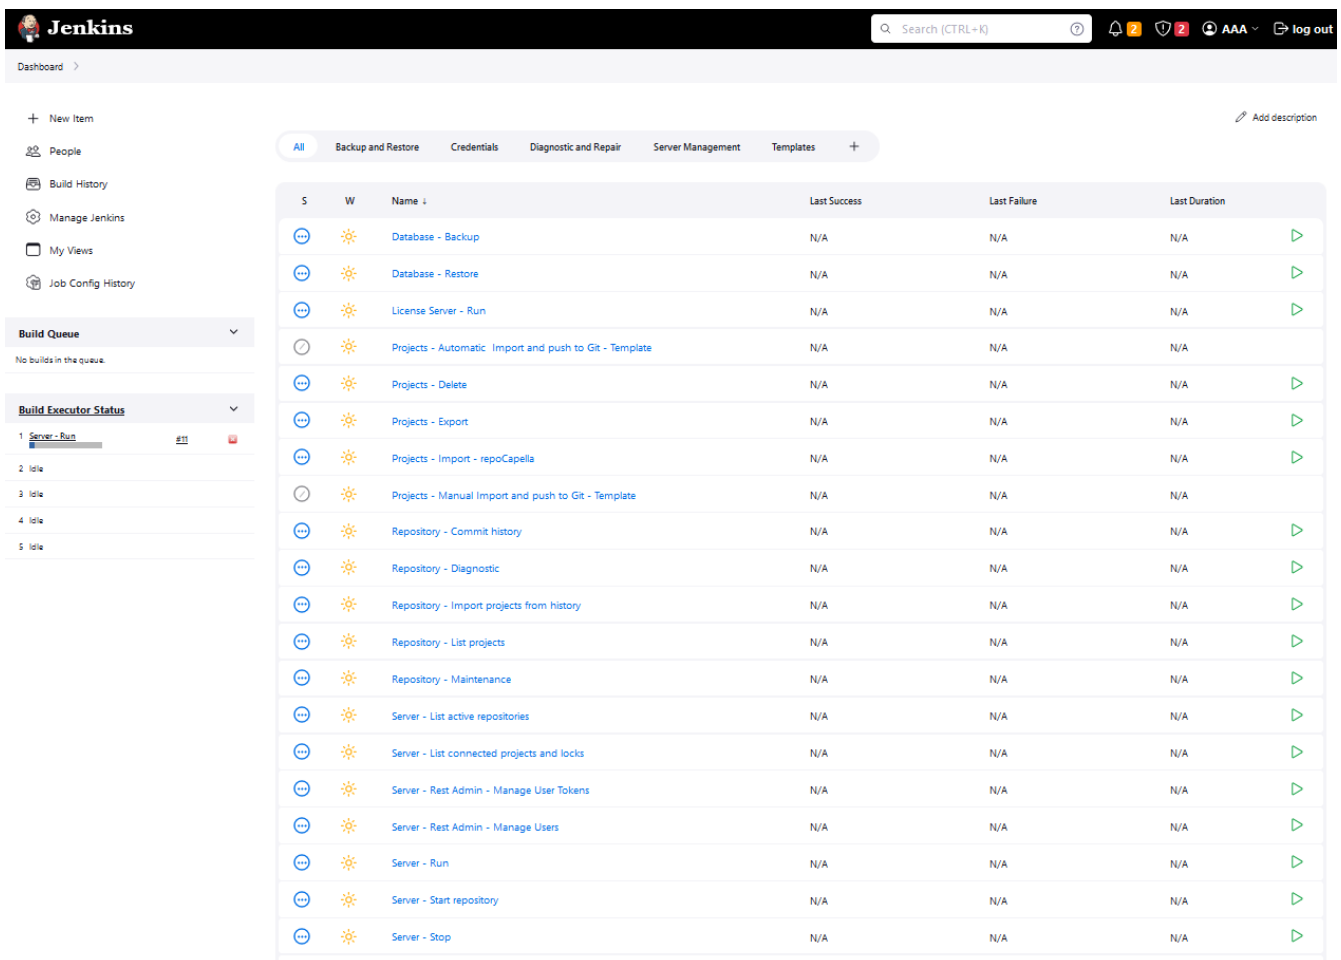 Jenkins
Search (CTRL+K)
2
2
AAA
log out
Dashboard
New Item
People
Build History
Manage Jenkins
My Views
Job Config History
Build Queue
No builds in the queue.
Build Executor Status
1 Server - Run #11
2 Idle
3 Idle
4 Idle
5 Idle
Add description
All Backup and Restore Credentials Diagnostic and Repair Server Management Templates +
S W Name ↓ Last Success Last Failure Last Duration
Database - Backup N/A N/A N/A
Database - Restore N/A N/A N/A
License Server - Run N/A N/A N/A
Projects - Automatic Import and push to Git - Template N/A N/A N/A
Projects - Delete N/A N/A N/A
Projects - Export N/A N/A N/A
Projects - Import - repoCapella N/A N/A N/A
Projects - Manual Import and push to Git - Template N/A N/A N/A
Repository - Commit history N/A N/A N/A
Repository - Diagnostic N/A N/A N/A
Repository - Import projects from history N/A N/A N/A
Repository - List projects N/A N/A N/A
Repository - Maintenance N/A N/A N/A
Server - List active repositories N/A N/A N/A
Server - List connected projects and locks N/A N/A N/A
Server - Rest Admin - Manage User Tokens N/A N/A N/A
Server - Rest Admin - Manage Users N/A N/A N/A
Server - Run N/A N/A N/A
Server - Start repository N/A N/A N/A
Server - Stop N/A N/A N/A